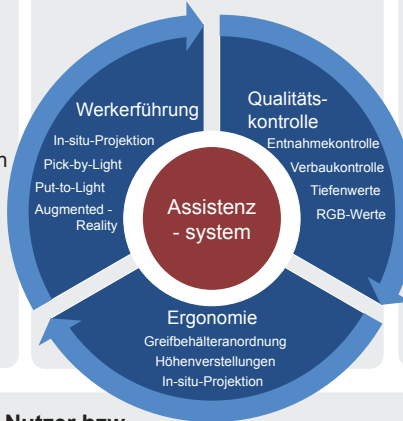 Werkerführung
In-situ-Projektion
Pick-by-Light
Put-to-Light
Augmented -
Reality
Qualitäts-
kontrolle
Entnahmekontrolle
Verbaukontrolle
Tiefenwerte
RGB-Werte
Assistenz
- system
Ergonomie
Greifbehälteranordnung
Höhenverstellungen
In-situ-Projektion
Nutzer bzw